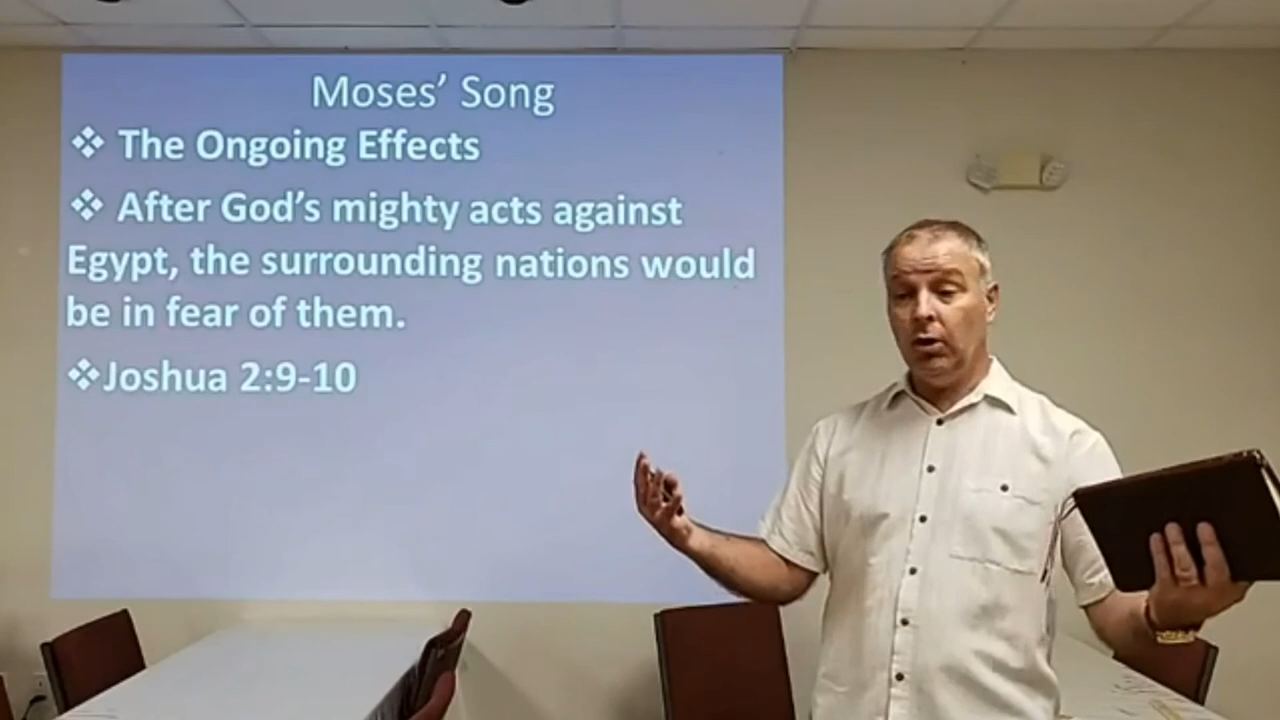 Moses’ Song
❖ The Ongoing Effects
❖ After God’s mighty acts against
Egypt, the surrounding nations would
be in fear of them.
❖Joshua 2:9-10